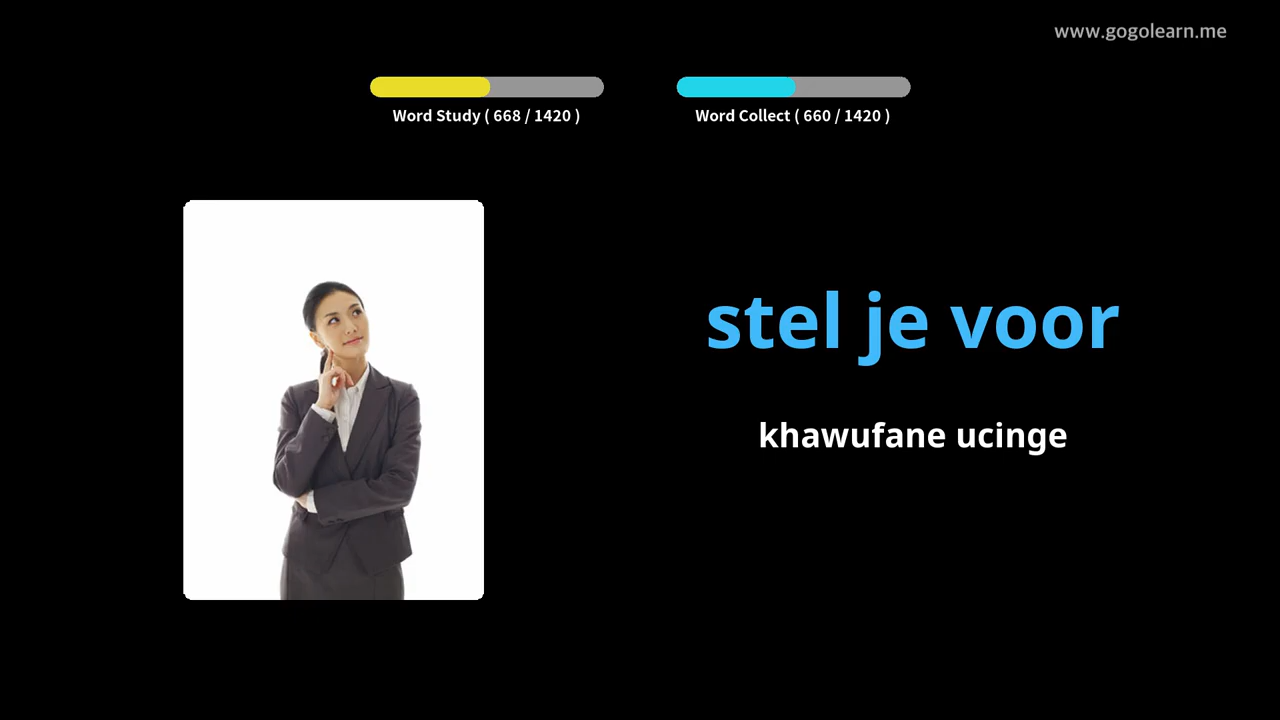 www.gogolearn.me
Word Study ( 668 / 1420 )
Word Collect ( 660 / 1420 )
stel je voor
khawufane ucinge